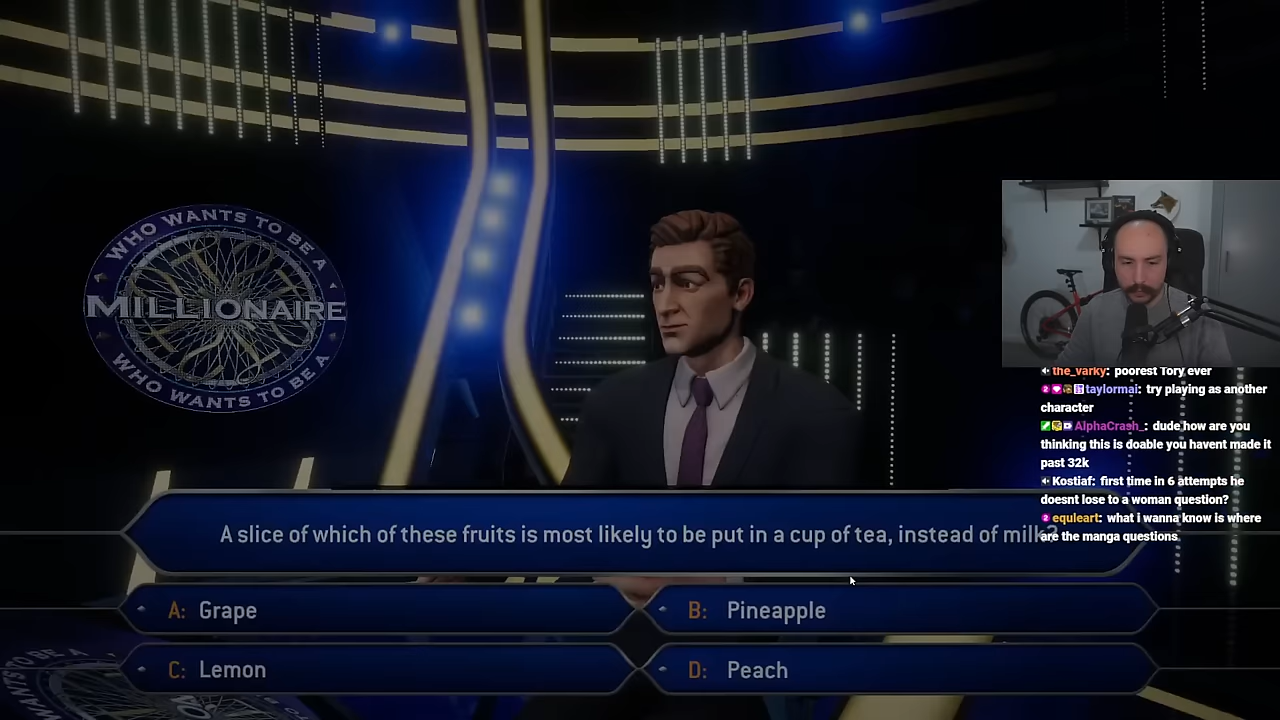 WHO WANTS TO BE A
MILLIONAIRE
WHO WANTS TO BE A
the_varky: poorest Tory ever
taylormai: try playing as another
character
AlphaCrash_: dude how are you
thinking this is doable you havent made it
past 32k
Kostiaf: first time in 6 attempts he
doesnt lose to a woman question?
equleart: what i wanna know is where
are the manga questions
A slice of which of these fruits is most likely to be put in a cup of tea, instead of milk?
A: Grape
B: Pineapple
C: Lemon
D: Peach